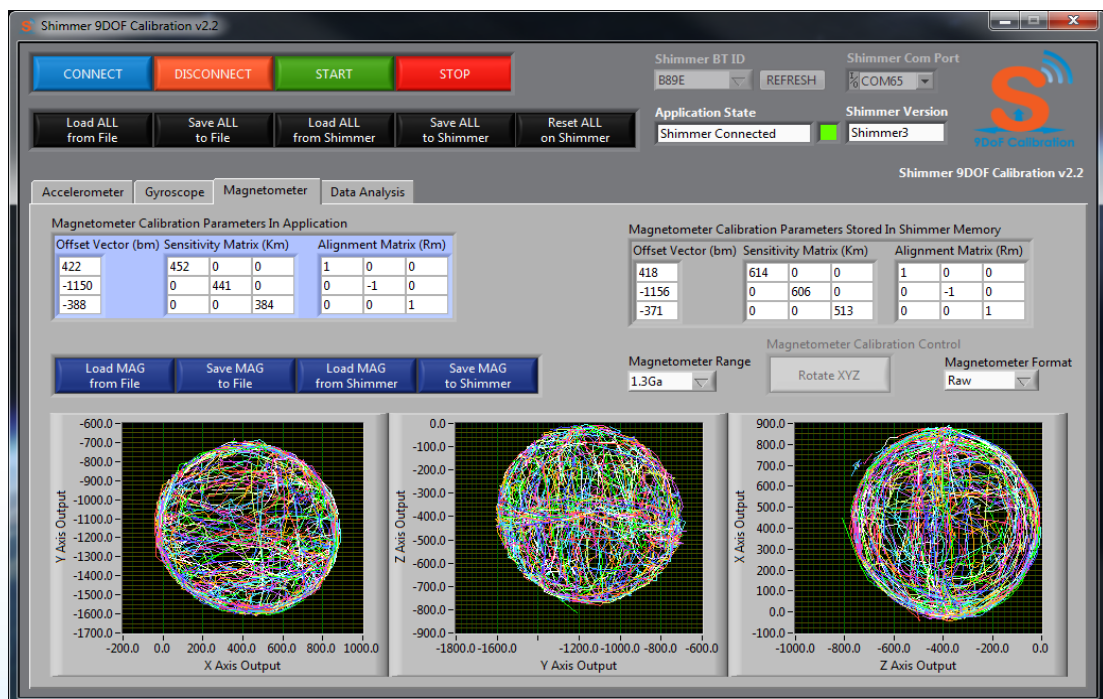 Shimmer 9DOF Calibration v2.2
CONNECT DISCONNECT START STOP
Shimmer BT ID Shimmer Com Port
B89E REFRESH COM65
Load ALL from File
Save ALL to File
Load ALL from Shimmer
Save ALL to Shimmer
Reset ALL on Shimmer
Application State Shimmer Version
Shimmer Connected Shimmer3
S
9DoF Calibration
Shimmer 9DOF Calibration v2.2
Accelerometer Gyroscope Magnetometer Data Analysis
Magnetometer Calibration Parameters In Application
Offset Vector (bm) Sensitivity Matrix (Km) Alignment Matrix (Rm)
422 452 0 0 1 0 0
-1150 0 441 0 0 -1 0
-388 0 0 384 0 0 1
Magnetometer Calibration Parameters Stored In Shimmer Memory
Offset Vector (bm) Sensitivity Matrix (Km) Alignment Matrix (Rm)
418 614 0 0 1 0 0
-1156 0 606 0 0 -1 0
-371 0 0 513 0 0 1
Load MAG from File
Save MAG to File
Load MAG from Shimmer
Save MAG to Shimmer
Magnetometer Calibration Control
Magnetometer Range
1.3Ga
Rotate XYZ
Magnetometer Format
Raw
Y Axis Output
-600.0
-700.0
-800.0
-900.0
-1000.0
-1100.0
-1200.0
-1300.0
-1400.0
-1500.0
-1600.0
-1700.0
-200.0 0.0 200.0 400.0 600.0 800.0 1000.0
X Axis Output
Z Axis Output
0.0
-100.0
-200.0
-300.0
-400.0
-500.0
-600.0
-700.0
-800.0
-900.0
-1800.0 -1600.0 -1200.0 -1000.0 -800.0 -600.0
Y Axis Output
X Axis Output
900.0
800.0
700.0
600.0
500.0
400.0
300.0
200.0
100.0
0.0
-100.0
-1000.0 -800.0 -600.0 -400.0 -200.0 0.0
Z Axis Output